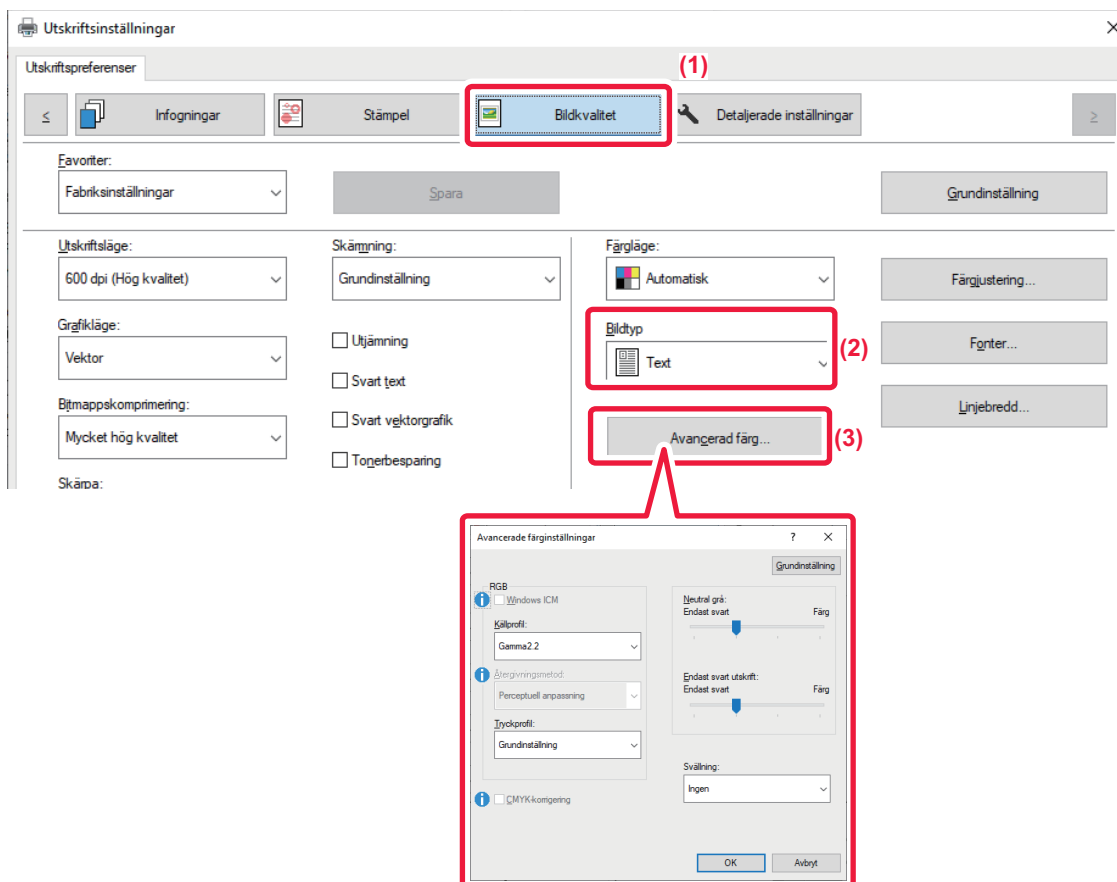 Utskriftsinställningar
Utskriftspreferenser
(1)
<
Infogningar
Stämpel
Bildkvalitet
Detaljerade inställningar
>
Favoriter:
Fabriksinställningar
Spara
Grundinställning
Utskriftsläge:
600 dpi (Hög kvalitet)
Grafikläge:
Vektor
Bitmappskomprimering:
Mycket hög kvalitet
Skärpa:
Skärmning:
Grundinställning
Utjämning
Svart text
Svart vektorgrafik
Tonerbesparing
Färgläge:
Automatisk
Bildtyp
Text
(2)
Avancerad färg...
(3)
Färgjustering...
Fonter...
Linjebredd...
Avancerade färginställningar
?
Grundinställning
RGB
Windows ICM
Källprofil:
Gamma2.2
Återgivningsmetod:
Perceptuell anpassning
Tryckprofil:
Grundinställning
CMYK-korrigering
Neutral grå:
Endast svart Färg
Endast svart utskrift:
Endast svart Färg
Svällning:
Ingen
OK
Avbryt